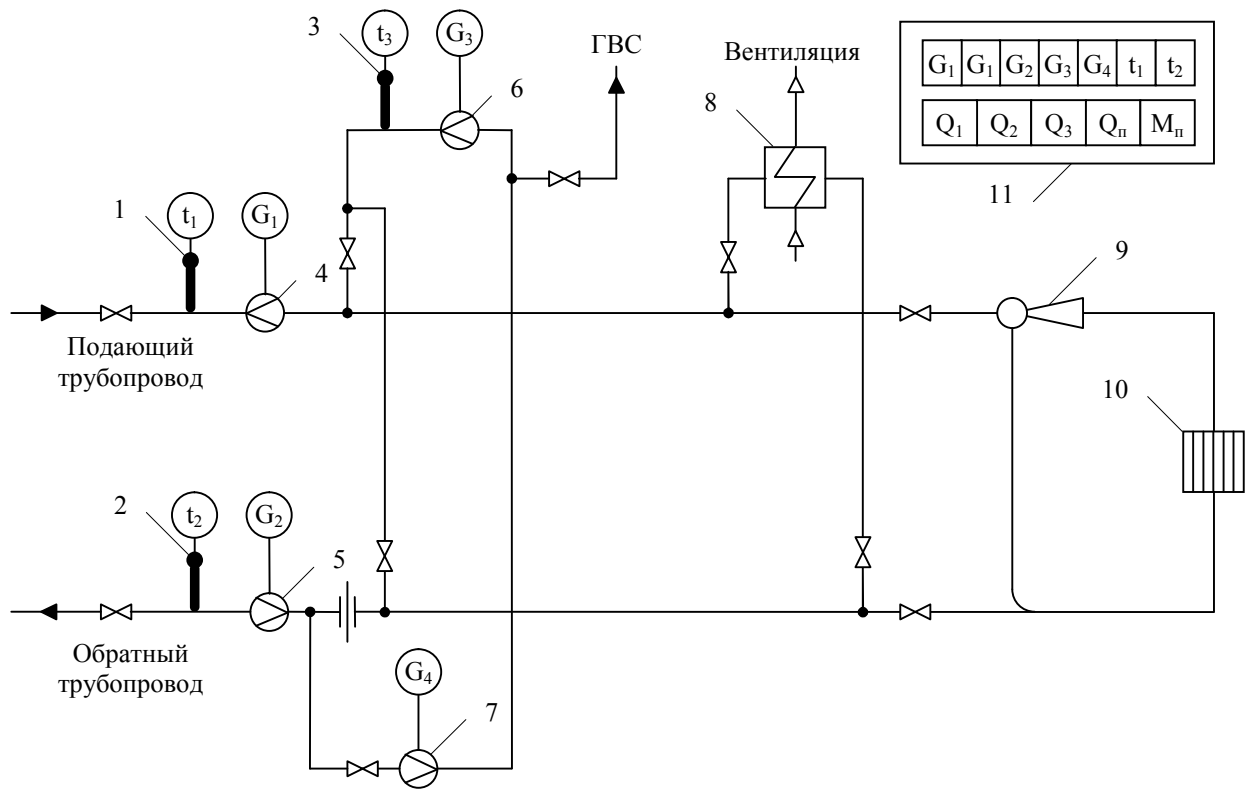 3
t₃
G₃
6
ГВС
Вентиляция
8
G₁ G₁ G₂ G₃ G₄ t₁ t₂
Q₁ Q₂ Q₃ Qп Mп
11
1
t₁
G₁
4
9
Подающий
трубопровод
10
2
t₂
G₂
5
Обратный
трубопровод
G₄
7